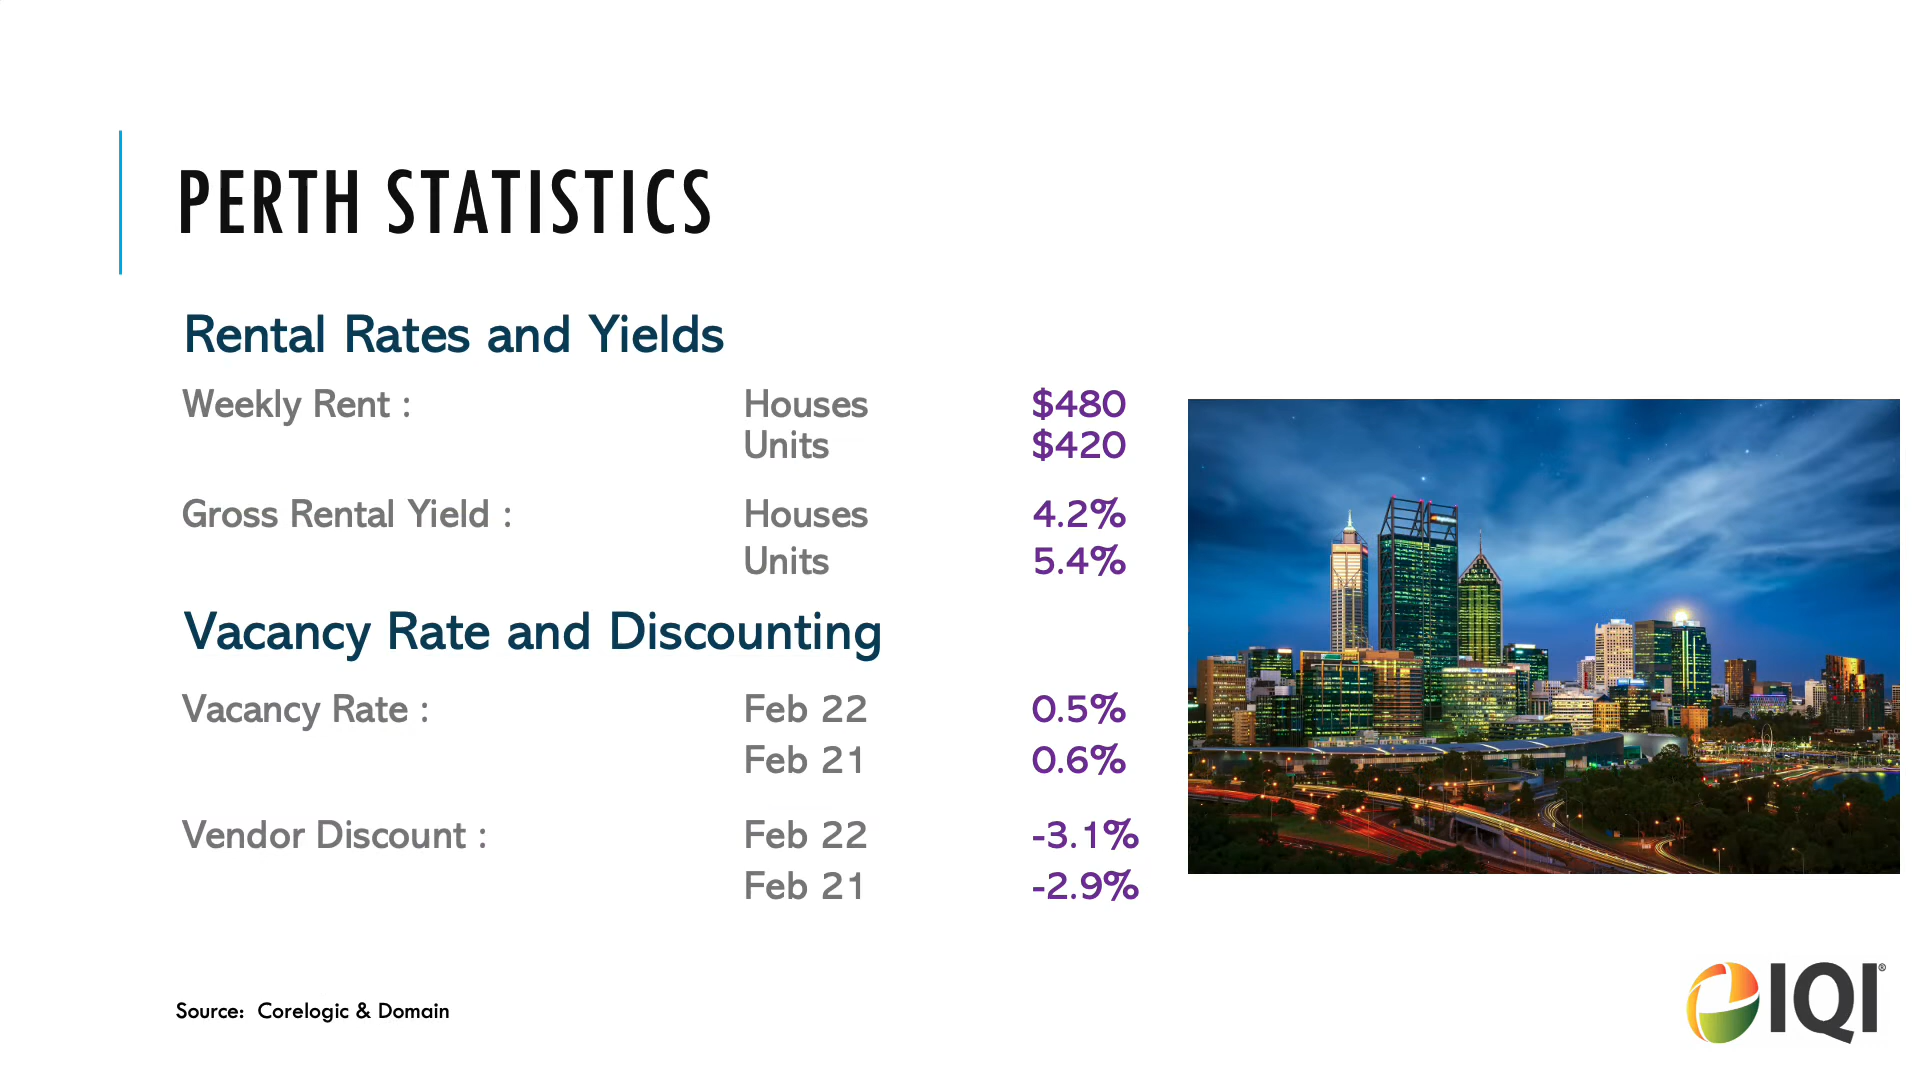 PERTH STATISTICS
Rental Rates and Yields
Weekly Rent : Houses $480
Units $420
Gross Rental Yield : Houses 4.2%
Units 5.4%
Vacancy Rate and Discounting
Vacancy Rate : Feb 22 0.5%
Feb 21 0.6%
Vendor Discount : Feb 22 -3.1%
Feb 21 -2.9%
Source: Corelogic & Domain
IQI®